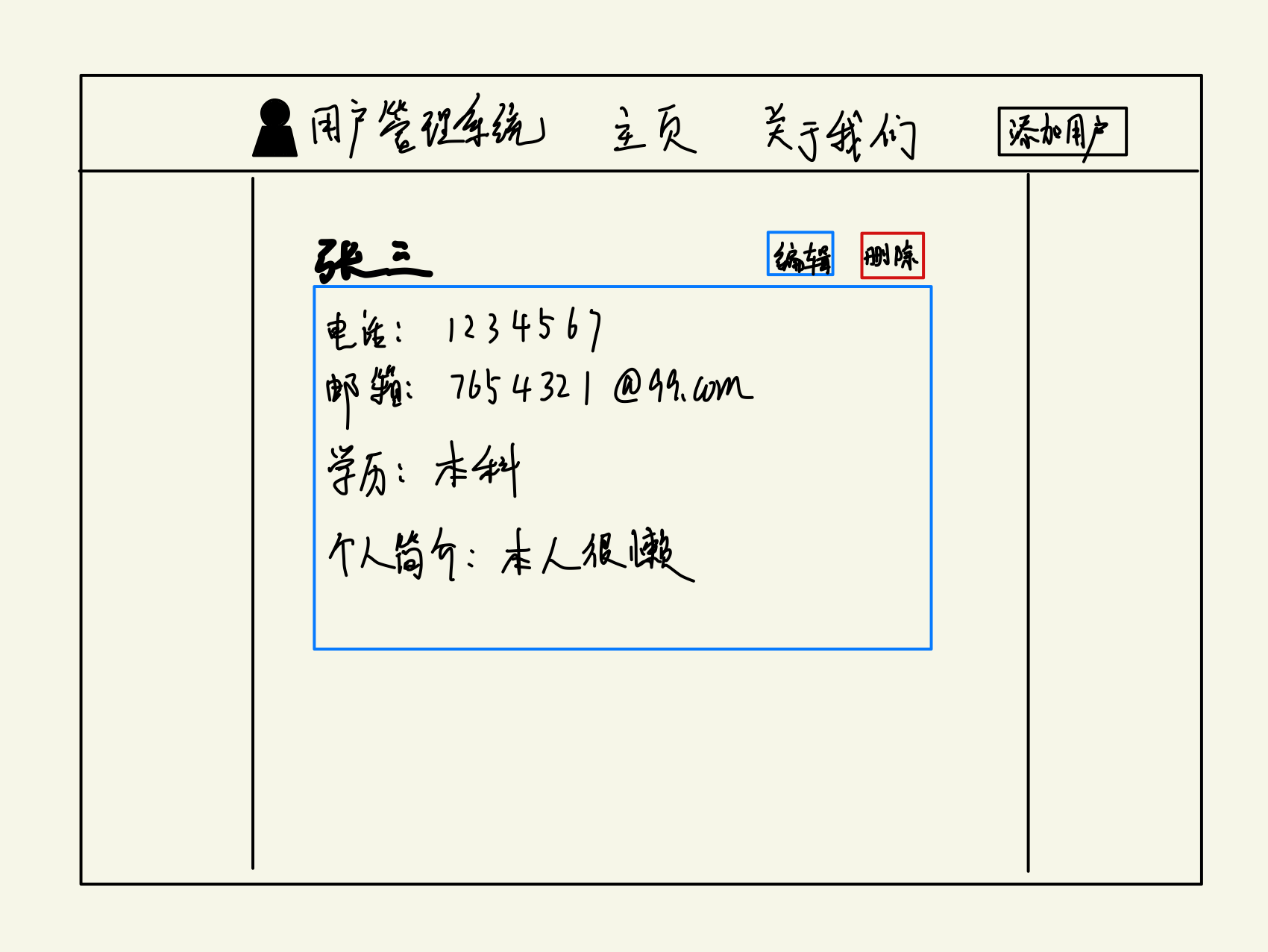 用户管理系统 主页 关于我们 添加用户
张三 编辑 删除
电话: 1234567
邮箱: 7654321@99.com
学历: 本科
个人简介: 本人很懒